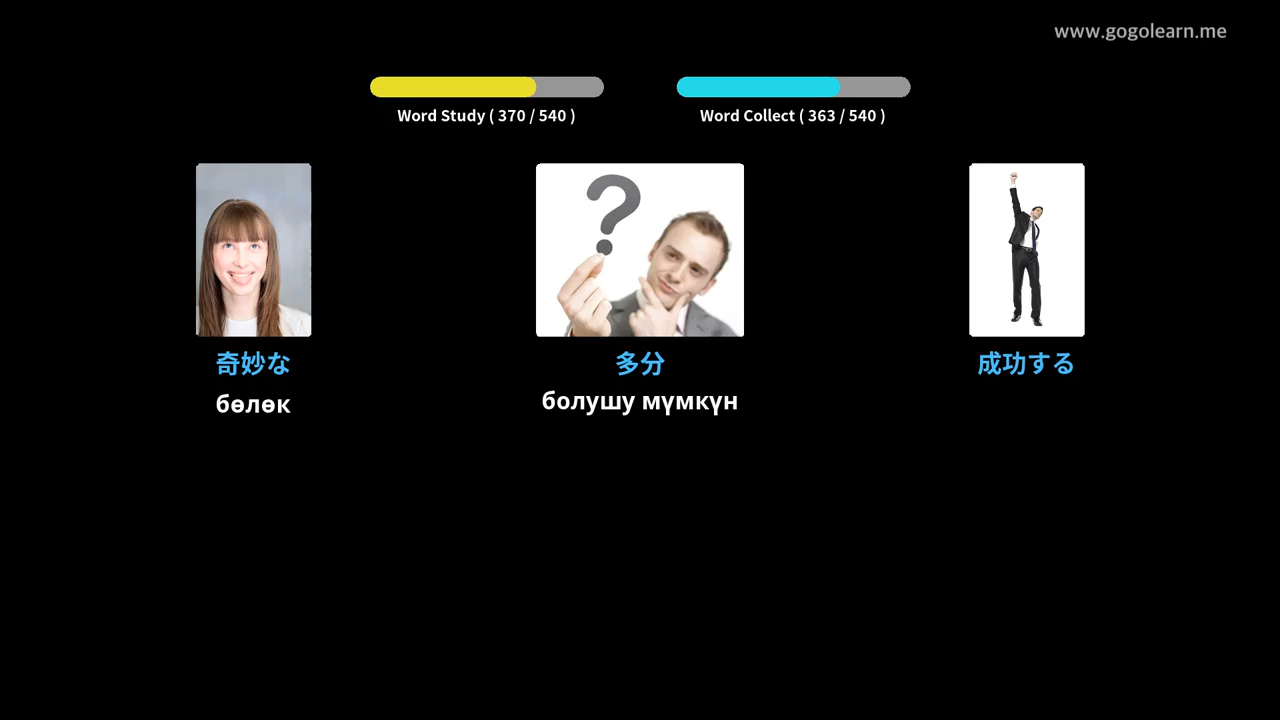 www.gogolearn.me
Word Study ( 370 / 540 )
Word Collect ( 363 / 540 )
奇妙な
多分
成功する
бөлөк
болушу мүмкүн